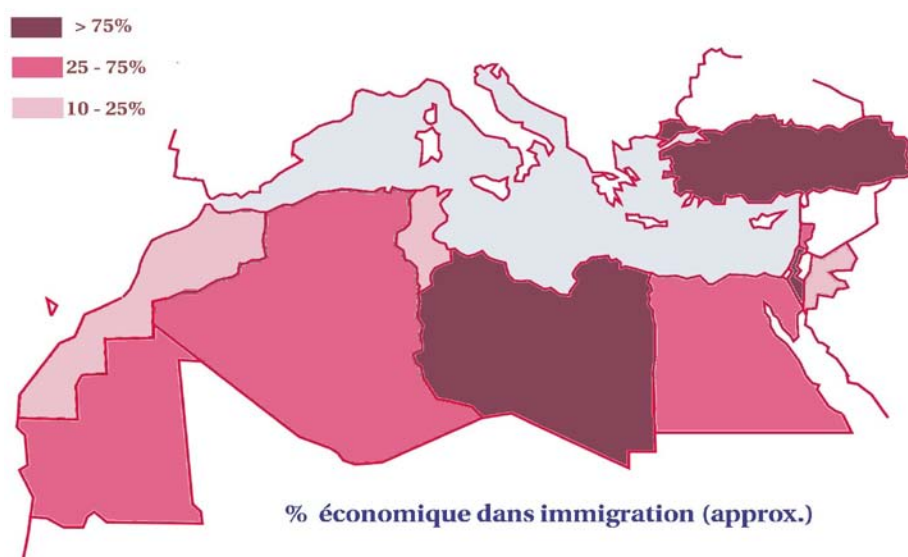 > 75%
25 - 75%
10 - 25%
% économique dans immigration (approx.)